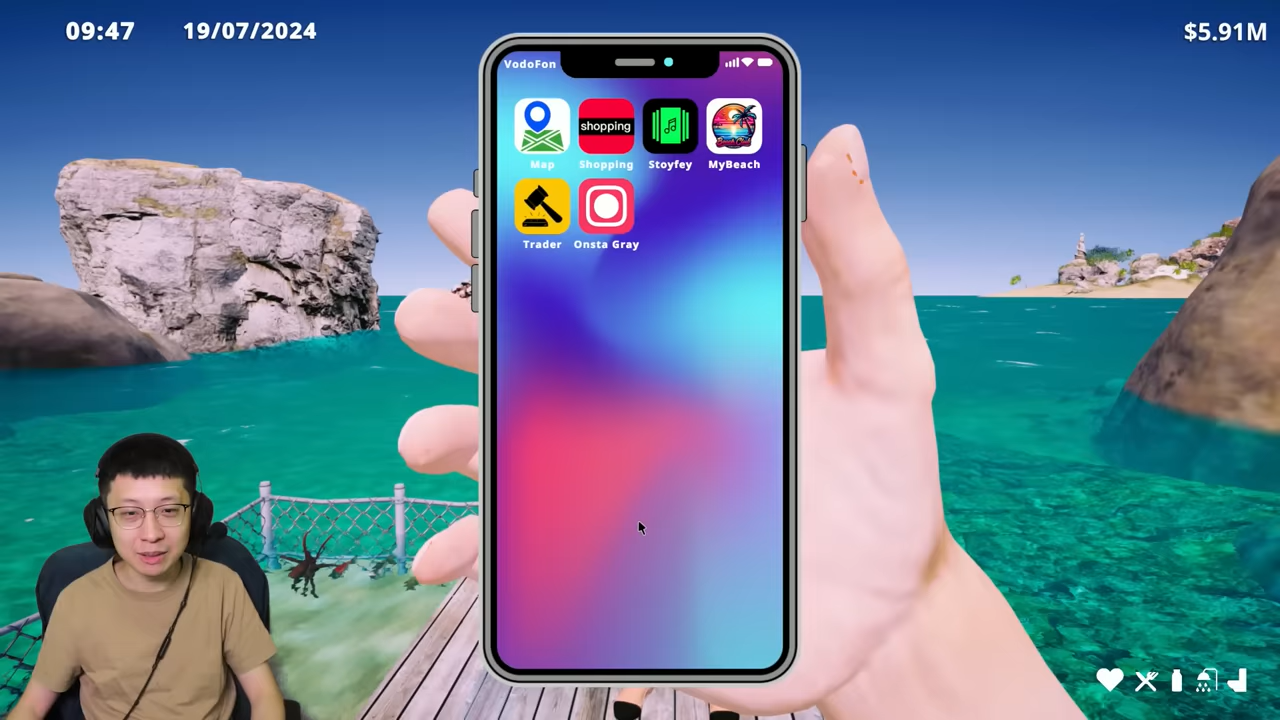 09:47 19/07/2024 $5.91M
VodoFon
shopping
Map Shopping Stoyfey MyBeach
Trader Onsta Gray